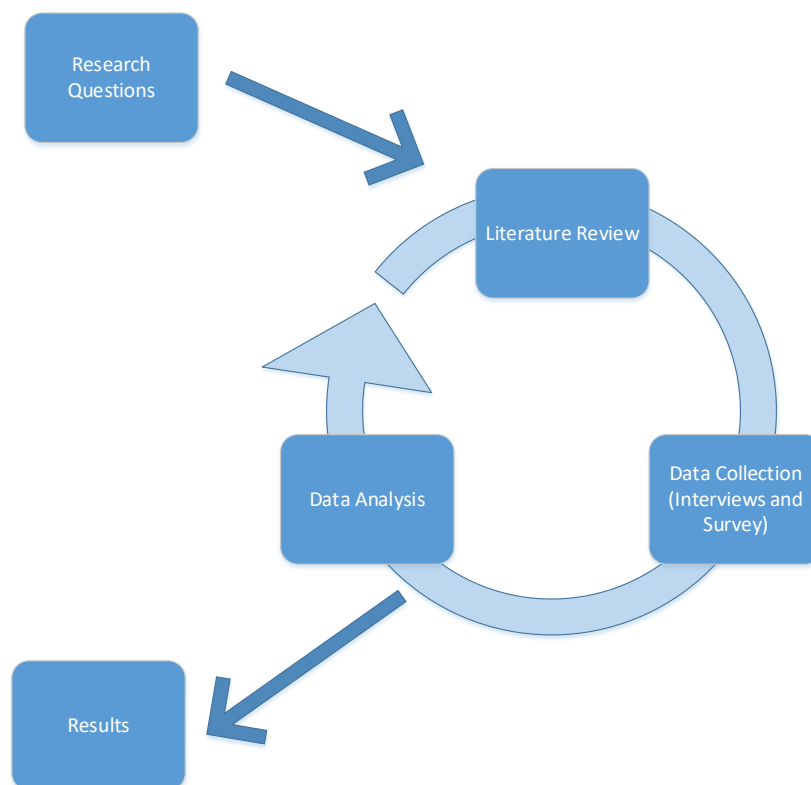 Research
Questions
Literature Review
Data Collection
(Interviews and
Survey)
Data Analysis
Results